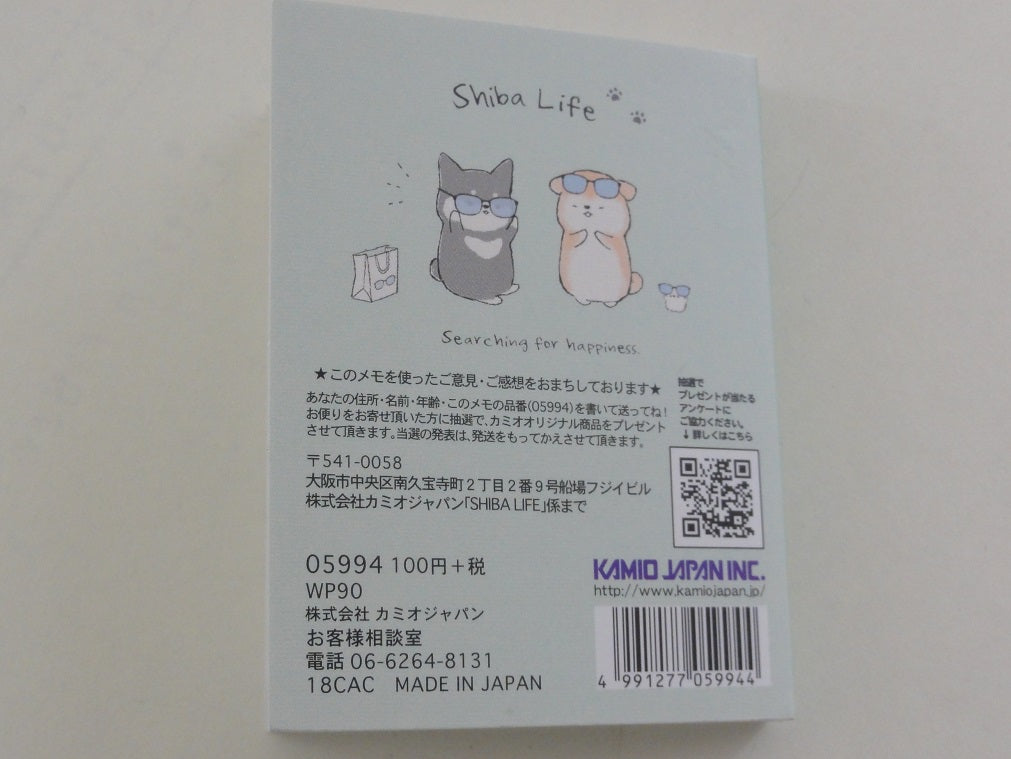 Shiba Life
Searching for happiness.
★このメモを使ったご意見・ご感想をおまちしております★
あなたの住所・名前・年齢・このメモの品番(05994)を書いて送ってね!
お便りをお寄せ頂いた方に抽選で、カミオオリジナル商品をプレゼント
させて頂きます。当選の発表は、発送をもってかえさせて頂きます。
〒541-0058
大阪市中央区南久宝寺町2丁目2番9号船場フジイビル
株式会社カミオジャパン「SHIBA LIFE」係まで
抽選で
プレゼントが当たる
アンケートに
ご協力ください。
↓詳しくはこちら
05994 100円+税
WP90
株式会社 カミオジャパン
お客様相談室
電話 06-6264-8131
18CAC MADE IN JAPAN
KAMIO JAPAN INC.
http://www.kamiojapan.jp/
4 991277 059944